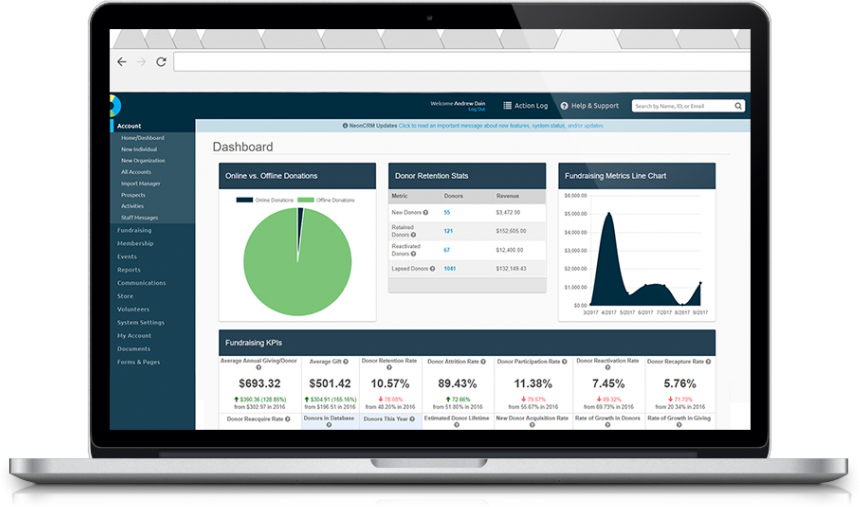 Welcome Andrew Dain
Log Out
Action Log
Help & Support
Search by Name, ID, or Email
Account
NeonCRM Updates Click to read an important message about new features, system status, and/or updates
Home/Dashboard
New Individual
New Organization
All Accounts
Import Manager
Prospects
Activities
Staff Messages
Fundraising
Membership
Events
Reports
Communications
Store
Volunteers
System Settings
My Account
Documents
Forms & Pages
Dashboard
Online vs. Offline Donations
Online Donations Offline Donations
Donor Retention Stats
Metric Donors Revenue
New Donors 55 $3,472.00
Retained
Donors 121 $152,605.00
Reactivated
Donors 67 $12,400.00
Lapsed Donors 1041 $132,169.43
Fundraising Metrics Line Chart
$6,000.00
$5,000.00
$4,000.00
$3,000.00
$2,000.00
$1,000.00
$0.00
3/2017 4/2017 5/2017 6/2017 7/2017 8/2017 9/2017
Fundraising KPIs
Average Annual Giving/Donor Average Gift Donor Retention Rate Donor Attrition Rate Donor Participation Rate Donor Reactivation Rate Donor Recapture Rate
$693.32 $501.42 10.57% 89.43% 11.38% 7.45% 5.76%
$390.36 (128.85%) $304.91 (155.16%) 78.08% 72.66% 79.57% 89.32% 71.70%
from $302.97 in 2016 from $196.51 in 2016 from 48.20% in 2016 from 51.80% in 2016 from 55.67% in 2016 from 69.73% in 2016 from 20.34% in 2016
Donor Reacquire Rate Donors in Database Donors This Year Estimated Donor Lifetime New Donor Acquisition Rate Rate of Growth in Donors Rate of Growth in Giving